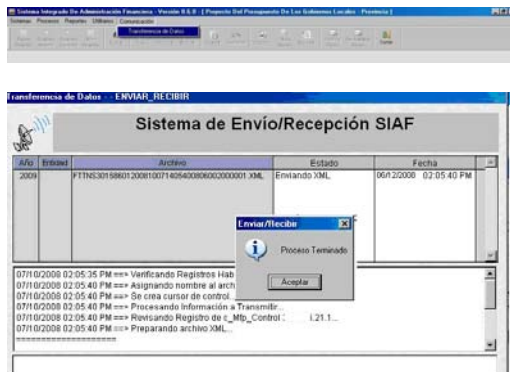 Sistema Integrado De Administración Financiera - Versión 8.6.0 - [ Proyecto Del Presupuesto De Los Gobiernos Locales - Provincia ]
Sistemas Procesos Reportes Utilitarios Comunicación
Transferencia de Datos
Transferencia de Datos - ENVIAR_RECIBIR
Sistema de Envío/Recepción SIAF
Año Entidad Archivo Estado Fecha
2009 Enviando XML 02:05:40 PM
Enviar/Recibir
Proceso Terminado
Aceptar
07/10/2008 02:05:35 PM ==> Verificando Registros Hab
07/10/2008 02:05:40 PM ==> Asignando nombre al arch
07/10/2008 02:05:40 PM ==> Se crea cursor de control...
07/10/2008 02:05:40 PM ==> Procesando Información a Transmitir...
07/10/2008 02:05:40 PM ==> Revisando Registro de c_Mfp_Control : i.21.1...
07/10/2008 02:05:40 PM ==> Preparando archivo XML...
====================